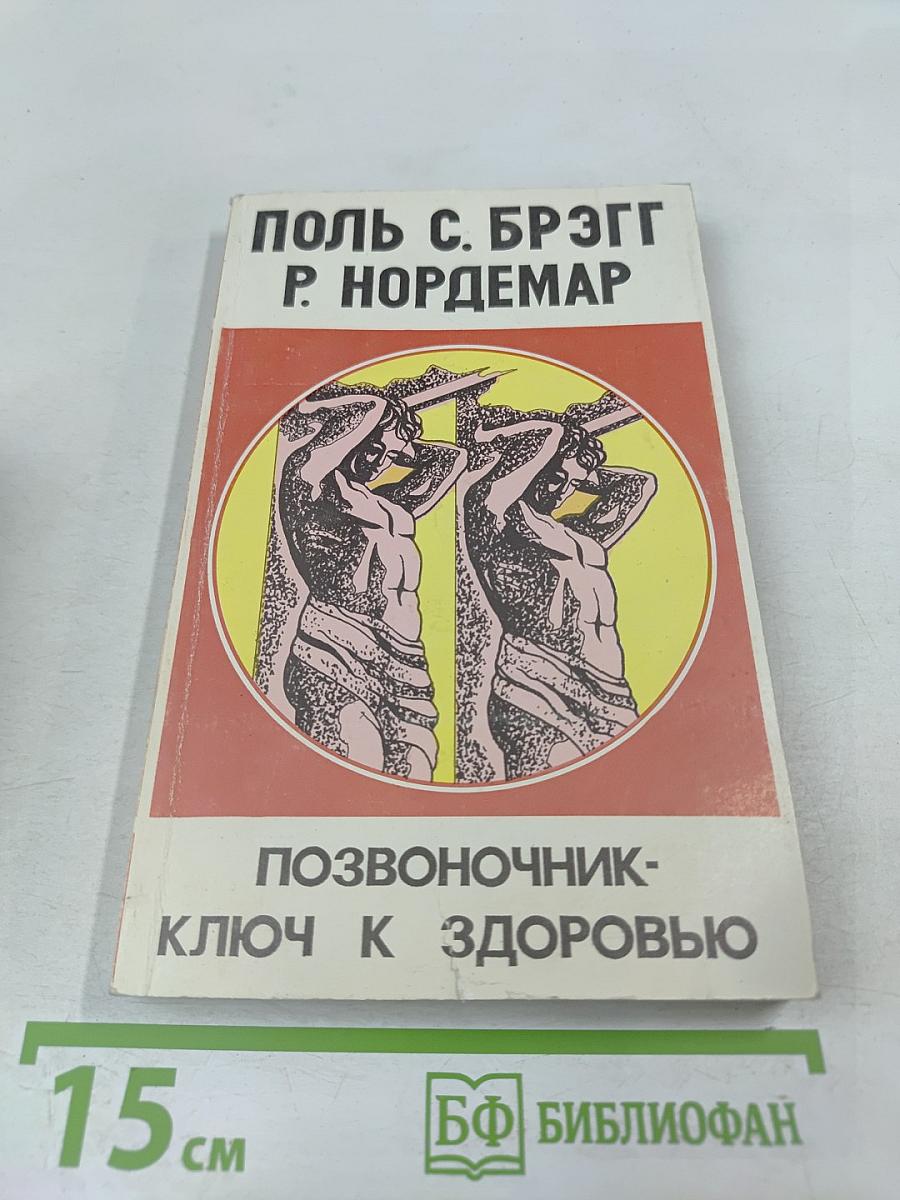 ПОЛЬ С. БРЭГГ
Р. НОРДЕМАР
ПОЗВОНОЧНИК-
КЛЮЧ К ЗДОРОВЬЮ
15 см
БФ БИБЛИОФАН